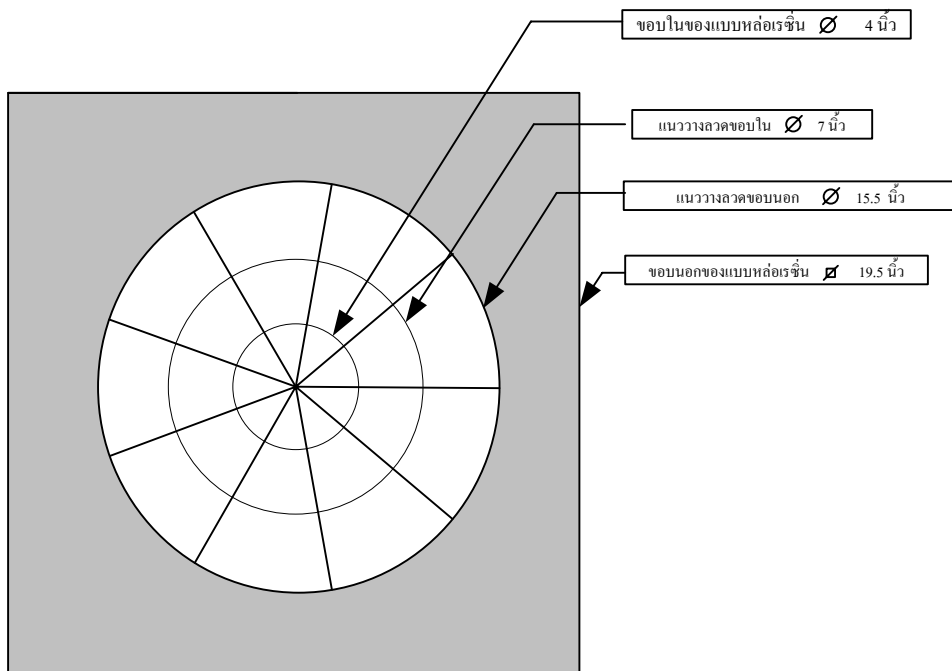 ขอบในของแบบหล่อเรซิ่น ⌀ 4 นิ้ว
แนววางลวดขอบใน ⌀ 7 นิ้ว
แนววางลวดขอบนอก ⌀ 15.5 นิ้ว
ขอบนอกของแบบหล่อเรซิ่น 19.5 นิ้ว